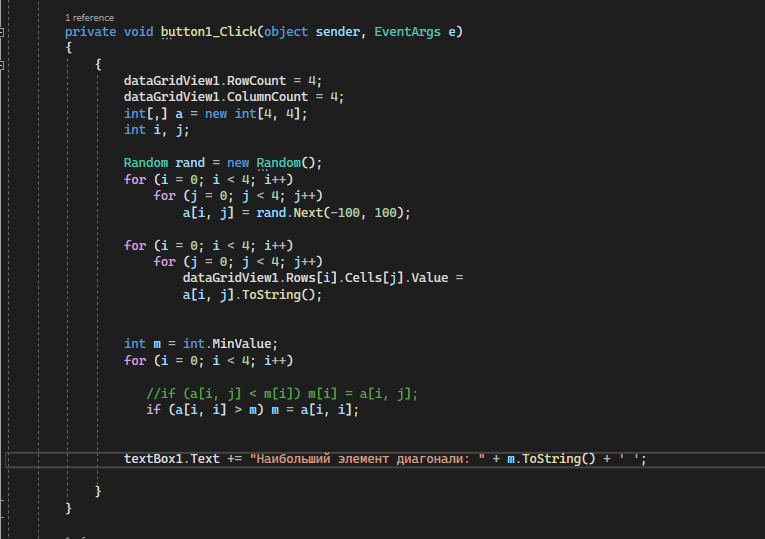 1 reference
private void button1_Click(object sender, EventArgs e)
{
{
dataGridView1.RowCount = 4;
dataGridView1.ColumnCount = 4;
int[,] a = new int[4, 4];
int i, j;
Random rand = new Random();
for (i = 0; i < 4; i++)
for (j = 0; j < 4; j++)
a[i, j] = rand.Next(-100, 100);
for (i = 0; i < 4; i++)
for (j = 0; j < 4; j++)
dataGridView1.Rows[i].Cells[j].Value =
a[i, j].ToString();
int m = int.MinValue;
for (i = 0; i < 4; i++)
//if (a[i, j] < m[i]) m[i] = a[i, j];
if (a[i, i] > m) m = a[i, i];
textBox1.Text += "Наибольший элемент диагонали: " + m.ToString() + ' ';
}
}